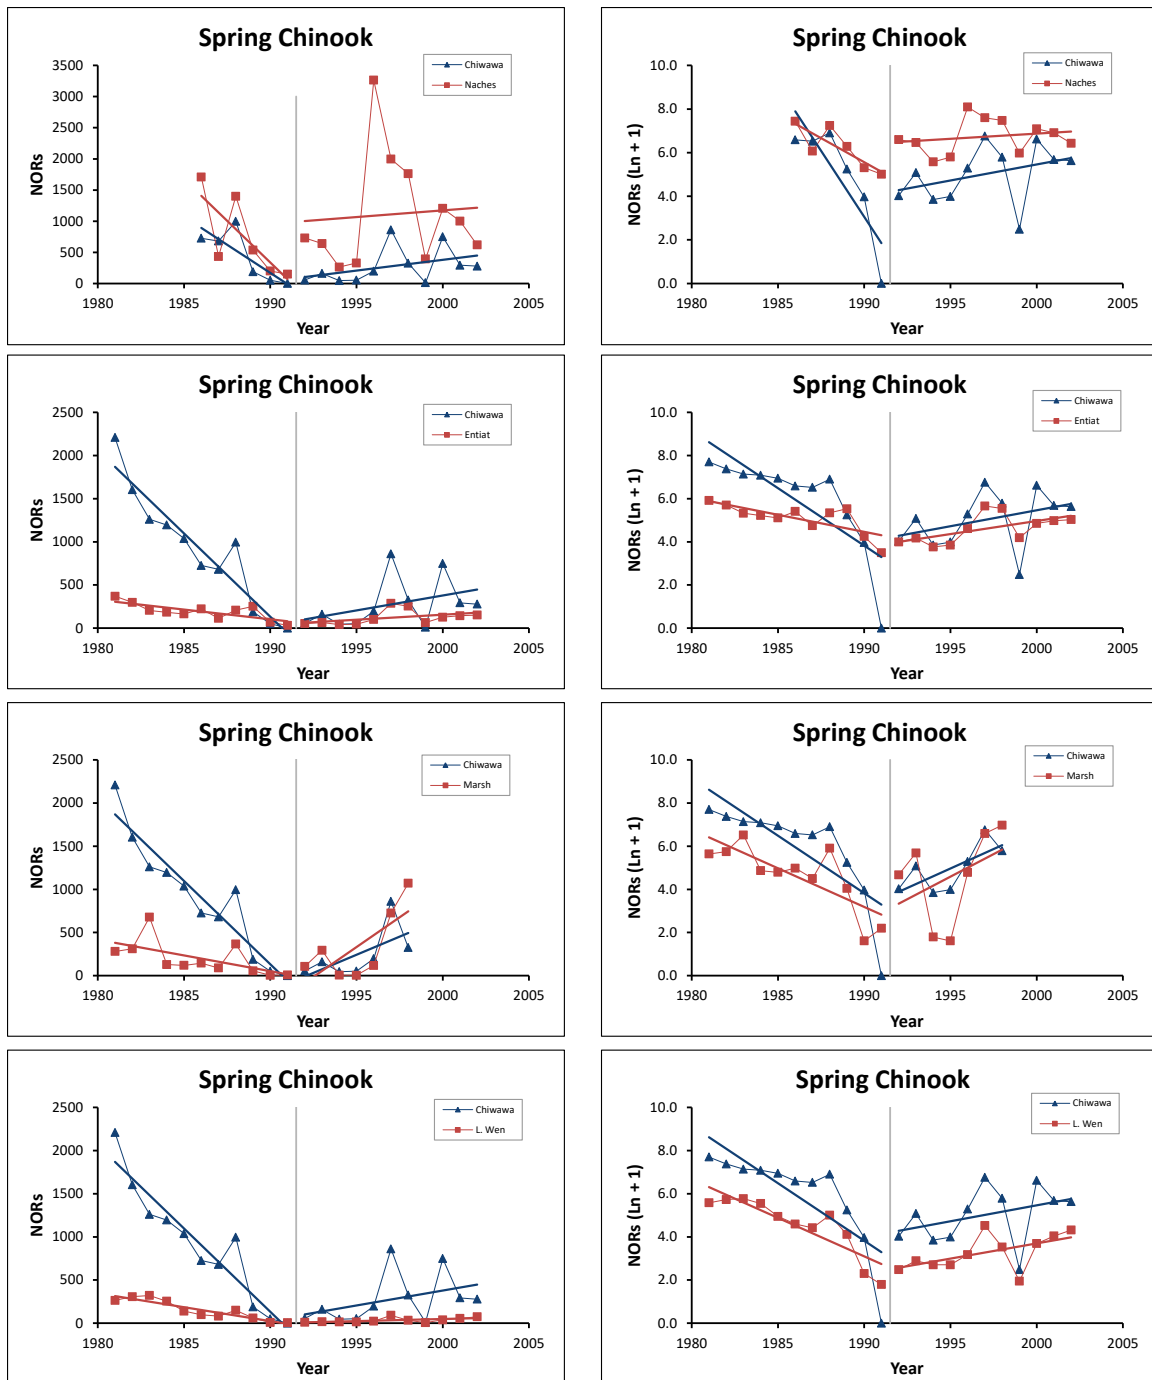 Spring Chinook
3500
3000
2500
2000
1500
1000
500
0
NORs
1980
1985
1990
1995
2000
2005
Year
Chiwawa
Naches
Spring Chinook
10.0
8.0
6.0
4.0
2.0
0.0
NORs (Ln + 1)
1980
1985
1990
1995
2000
2005
Year
Chiwawa
Naches
Spring Chinook
2500
2000
1500
1000
500
0
NORs
1980
1985
1990
1995
2000
2005
Year
Chiwawa
Entiat
Spring Chinook
10.0
8.0
6.0
4.0
2.0
0.0
NORs (Ln + 1)
1980
1985
1990
1995
2000
2005
Year
Chiwawa
Entiat
Spring Chinook
2500
2000
1500
1000
500
0
NORs
1980
1985
1990
1995
2000
2005
Year
Chiwawa
Marsh
Spring Chinook
10.0
8.0
6.0
4.0
2.0
0.0
NORs (Ln + 1)
1980
1985
1990
1995
2000
2005
Year
Chiwawa
Marsh
Spring Chinook
2500
2000
1500
1000
500
0
NORs
1980
1985
1990
1995
2000
2005
Year
Chiwawa
L. Wen
Spring Chinook
10.0
8.0
6.0
4.0
2.0
0.0
NORs (Ln + 1)
1980
1985
1990
1995
2000
2005
Year
Chiwawa
L. Wen